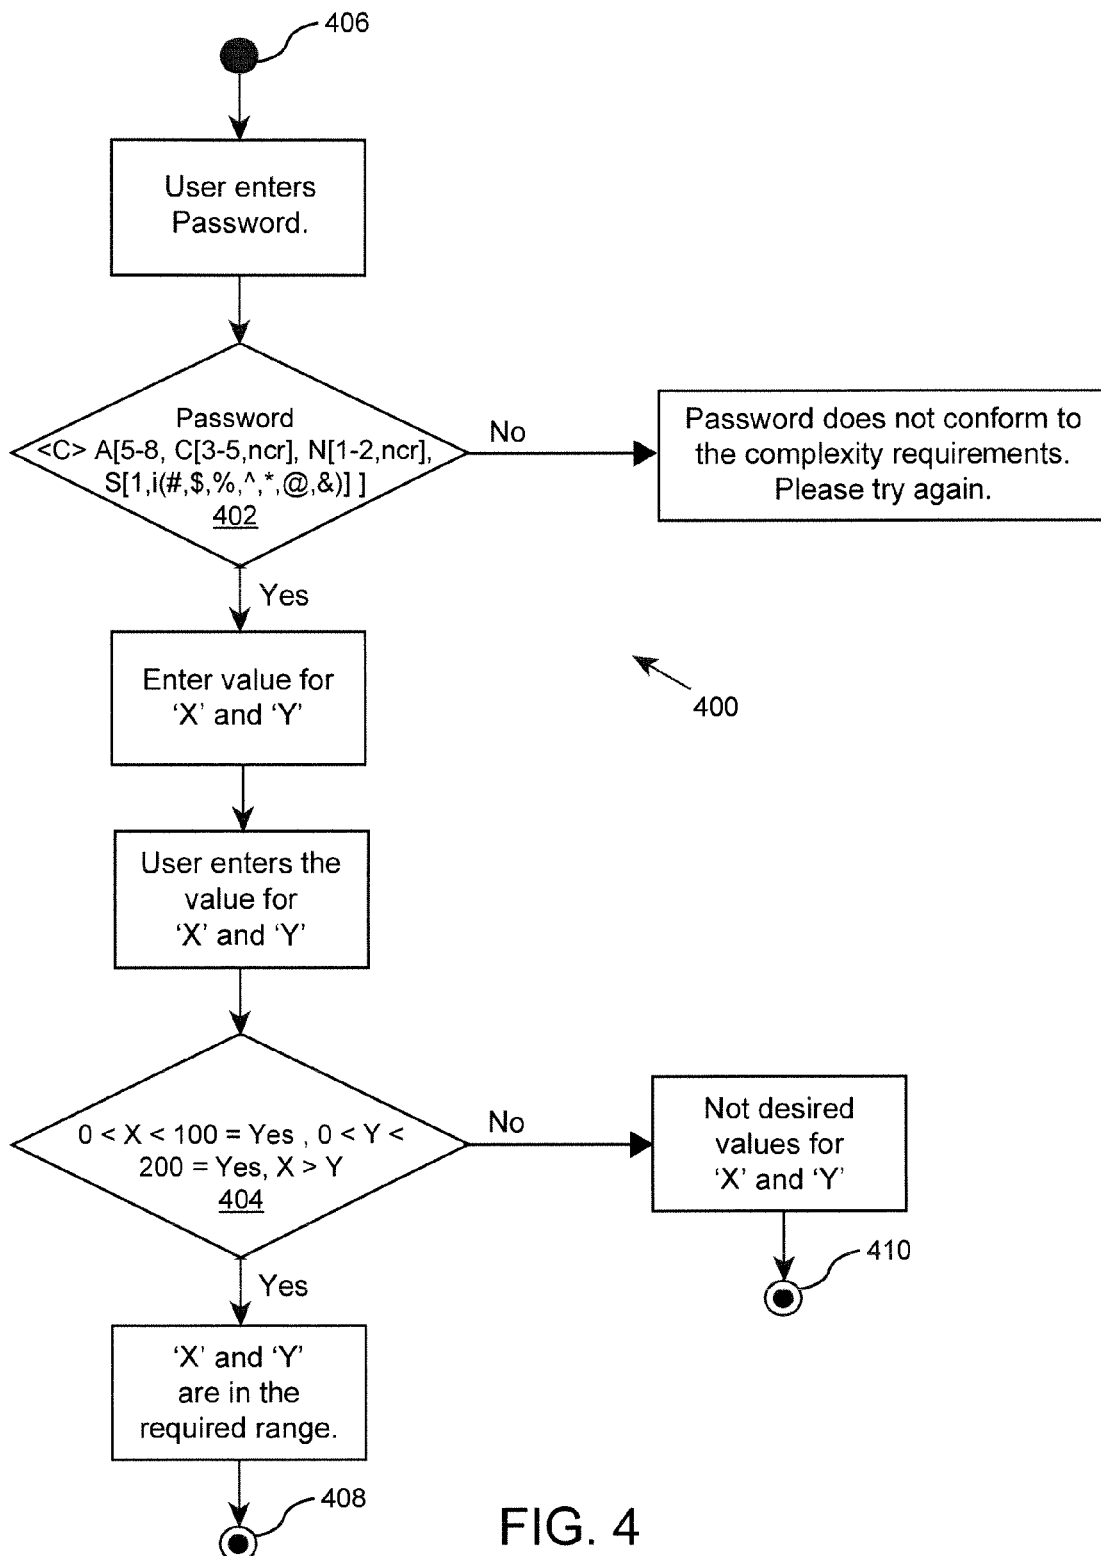 406
User enters
Password.
Password
<C> A[5-8, C[3-5,ncr], N[1-2,ncr],
S[1,i(#,$,%,^,*,@,&)] ]
402
No
Password does not conform to
the complexity requirements.
Please try again.
Yes
Enter value for
‘X’ and ‘Y’
400
User enters the
value for
‘X’ and ‘Y’
0 < X < 100 = Yes , 0 < Y <
200 = Yes, X > Y
404
No
Not desired
values for
‘X’ and ‘Y’
410
Yes
‘X’ and ‘Y’
are in the
required range.
408
FIG. 4